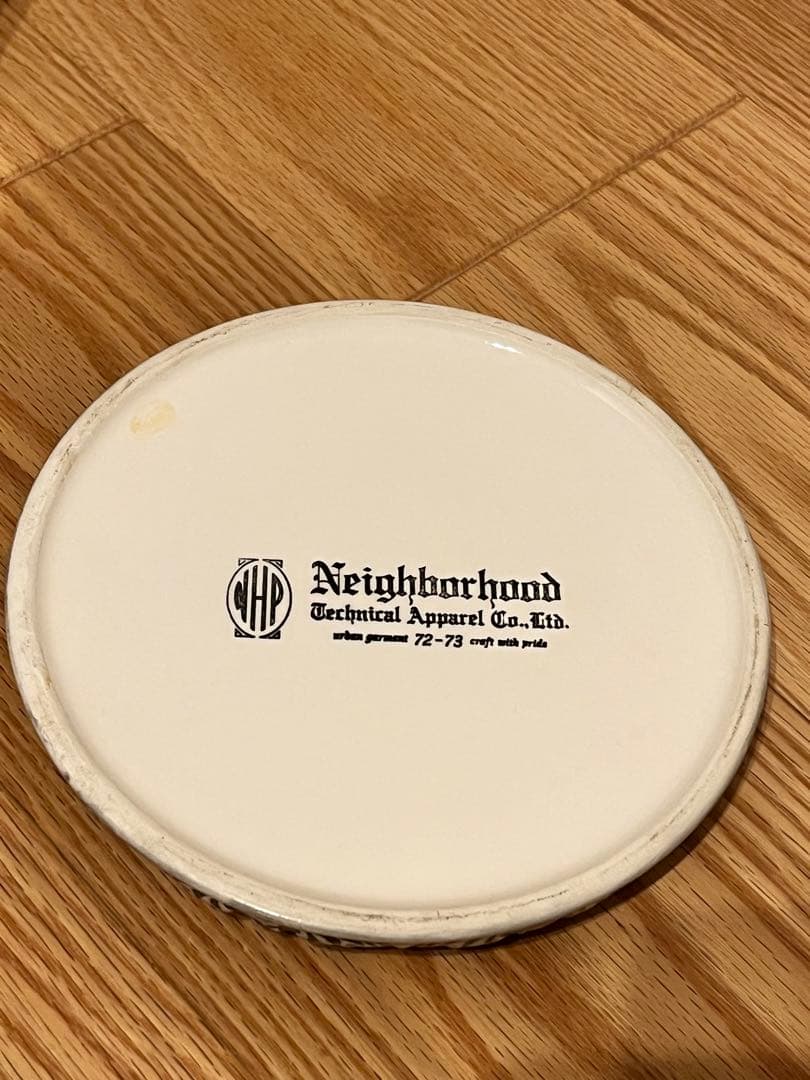 NHP
Neighborhood
Technical Apparel Co.,Ltd.
urban garment 72-73 craft with pride